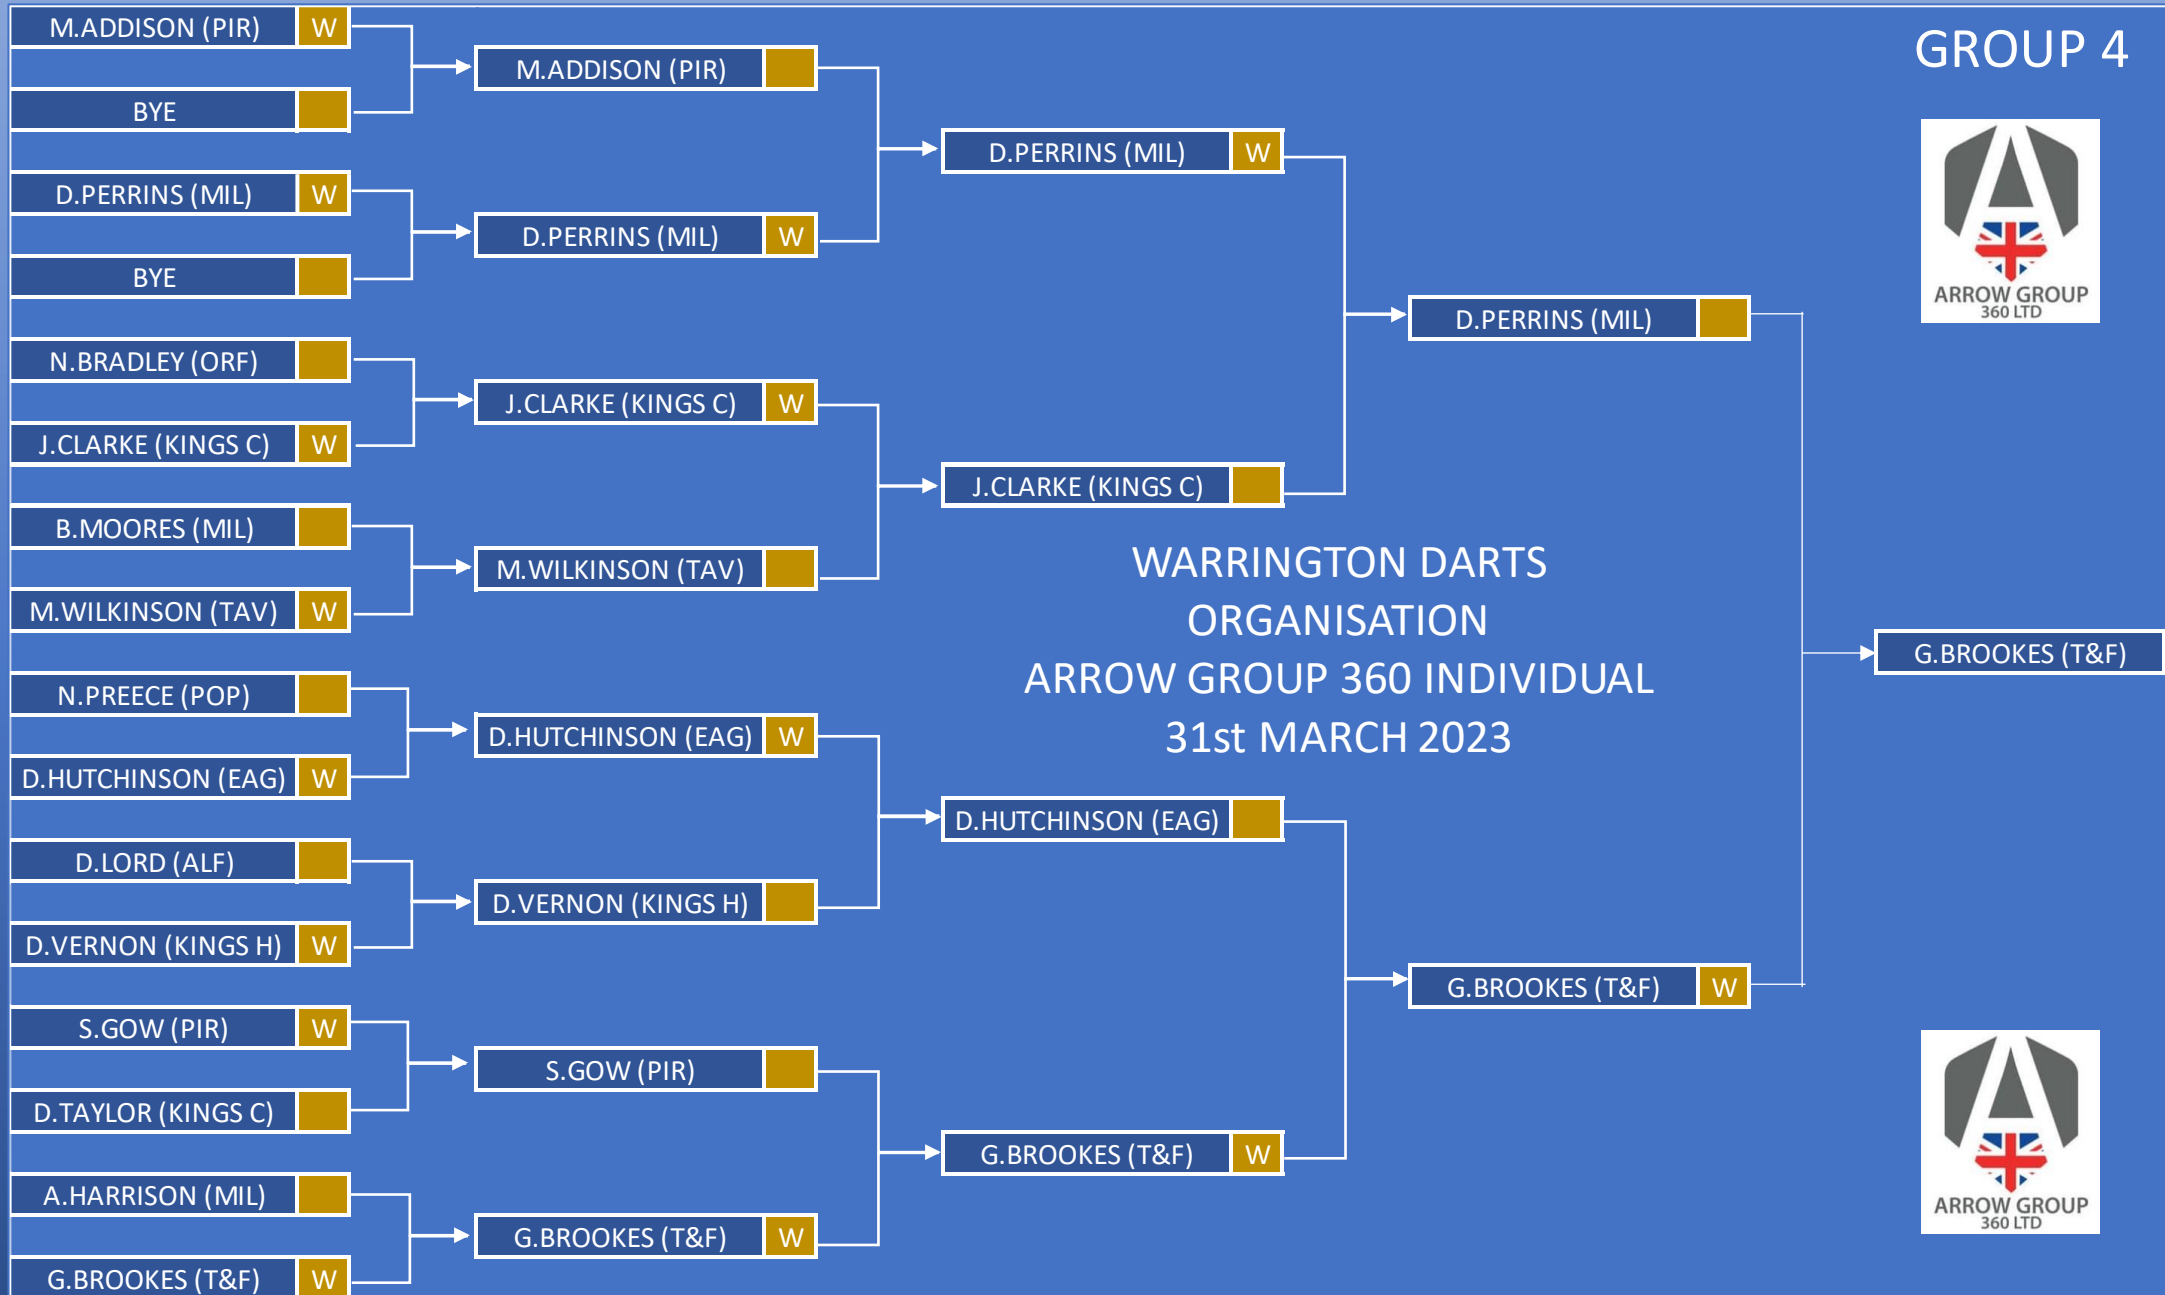 M.ADDISON (PIR) W
BYE
D.PERRINS (MIL) W
BYE
N.BRADLEY (ORF)
J.CLARKE (KINGS C) W
B.MOORES (MIL)
M.WILKINSON (TAV) W
N.PREECE (POP)
D.HUTCHINSON (EAG) W
D.LORD (ALF)
D.VERNON (KINGS H) W
S.GOW (PIR) W
D.TAYLOR (KINGS C)
A.HARRISON (MIL)
G.BROOKES (T&F) W
M.ADDISON (PIR)
D.PERRINS (MIL) W
J.CLARKE (KINGS C) W
M.WILKINSON (TAV)
D.HUTCHINSON (EAG) W
D.VERNON (KINGS H)
S.GOW (PIR)
G.BROOKES (T&F) W
D.PERRINS (MIL) W
J.CLARKE (KINGS C)
D.HUTCHINSON (EAG)
G.BROOKES (T&F) W
D.PERRINS (MIL)
G.BROOKES (T&F) W
G.BROOKES (T&F)
WARRINGTON DARTS
ORGANISATION
ARROW GROUP 360 INDIVIDUAL
31st MARCH 2023
GROUP 4
ARROW GROUP
360 LTD
ARROW GROUP
360 LTD